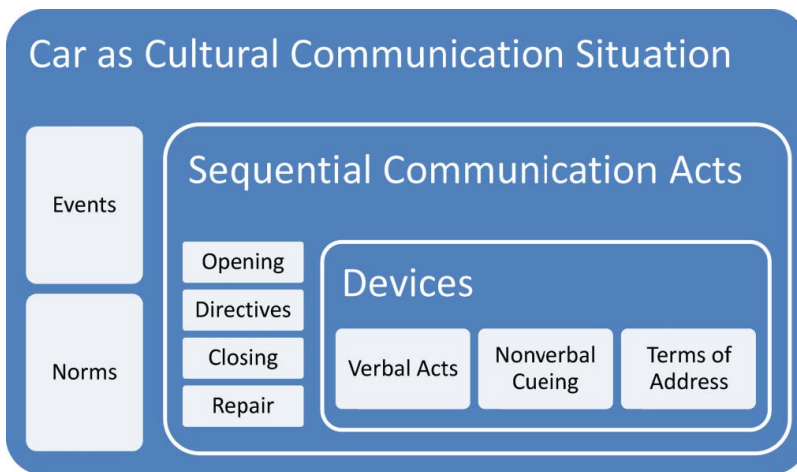 Car as Cultural Communication Situation
Events
Norms
Sequential Communication Acts
Opening
Directives
Closing
Repair
Devices
Verbal Acts
Nonverbal
Cueing
Terms of
Address